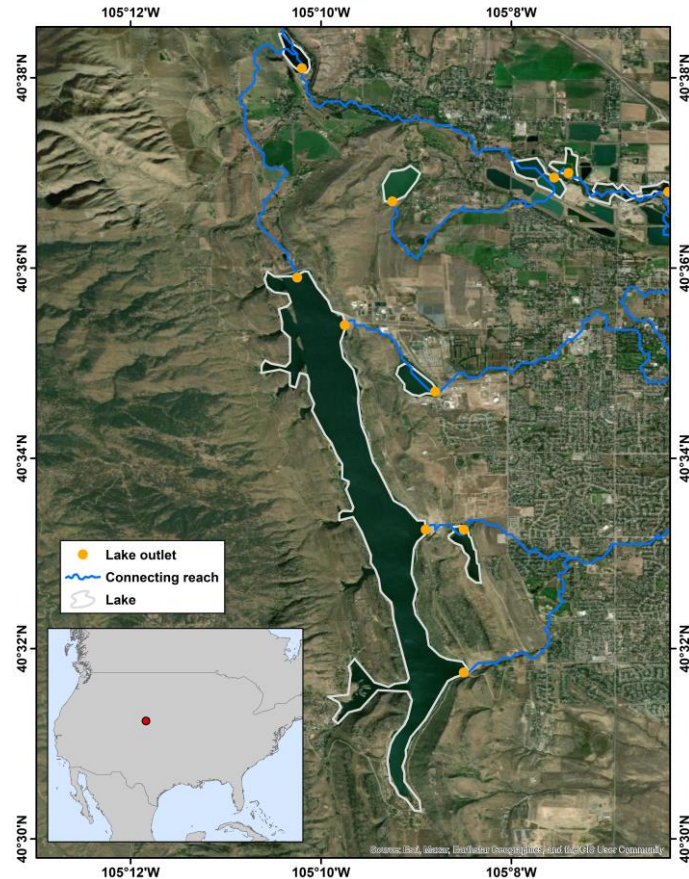 105°12'W 105°10'W 105°8'W
40°38'N 40°38'N
40°36'N 40°36'N
40°34'N 40°34'N
Lake outlet
Connecting reach
Lake
40°32'N 40°32'N
40°30'N 40°30'N
Source: Esri, Maxar, Earthstar Geographics, and the GIS User Community
105°12'W 105°10'W 105°8'W